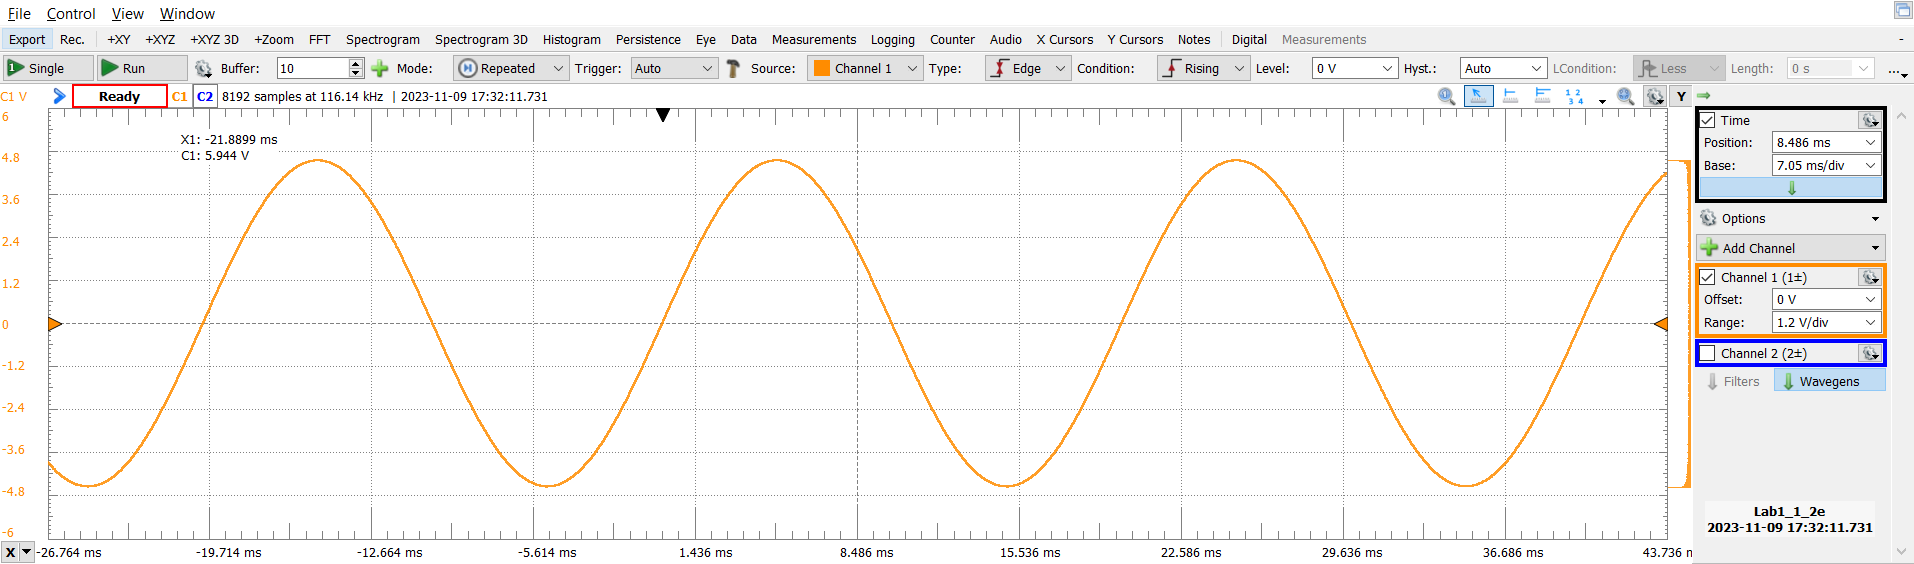 File Control View Window
Export Rec. +XY +XYZ +XYZ 3D +Zoom FFT Spectrogram Spectrogram 3D Histogram Persistence Eye Data Measurements Logging Counter Audio X Cursors Y Cursors Notes Digital Measurements -
1 Single Run Buffer: 10 Mode: Repeated Trigger: Auto Source: Channel 1 Type: Edge Condition: Rising Level: 0 V Hyst.: Auto LCondition: Less Length: 0 s ...
C1 V Ready C1 C2 8192 samples at 116.14 kHz | 2023-11-09 17:32:11.731 1 2 3 4 Y
6
4.8
3.6
2.4
1.2
0
-1.2
-2.4
-3.6
-4.8
-6
X1: -21.8899 ms
C1: 5.944 V
X -26.764 ms -19.714 ms -12.664 ms -5.614 ms 1.436 ms 8.486 ms 15.536 ms 22.586 ms 29.636 ms 36.686 ms 43.736 m
Time
Position: 8.486 ms
Base: 7.05 ms/div
Options
Add Channel
Channel 1 (1±)
Offset: 0 V
Range: 1.2 V/div
Channel 2 (2±)
Filters Wavegens
Lab1_1_2e
2023-11-09 17:32:11.731